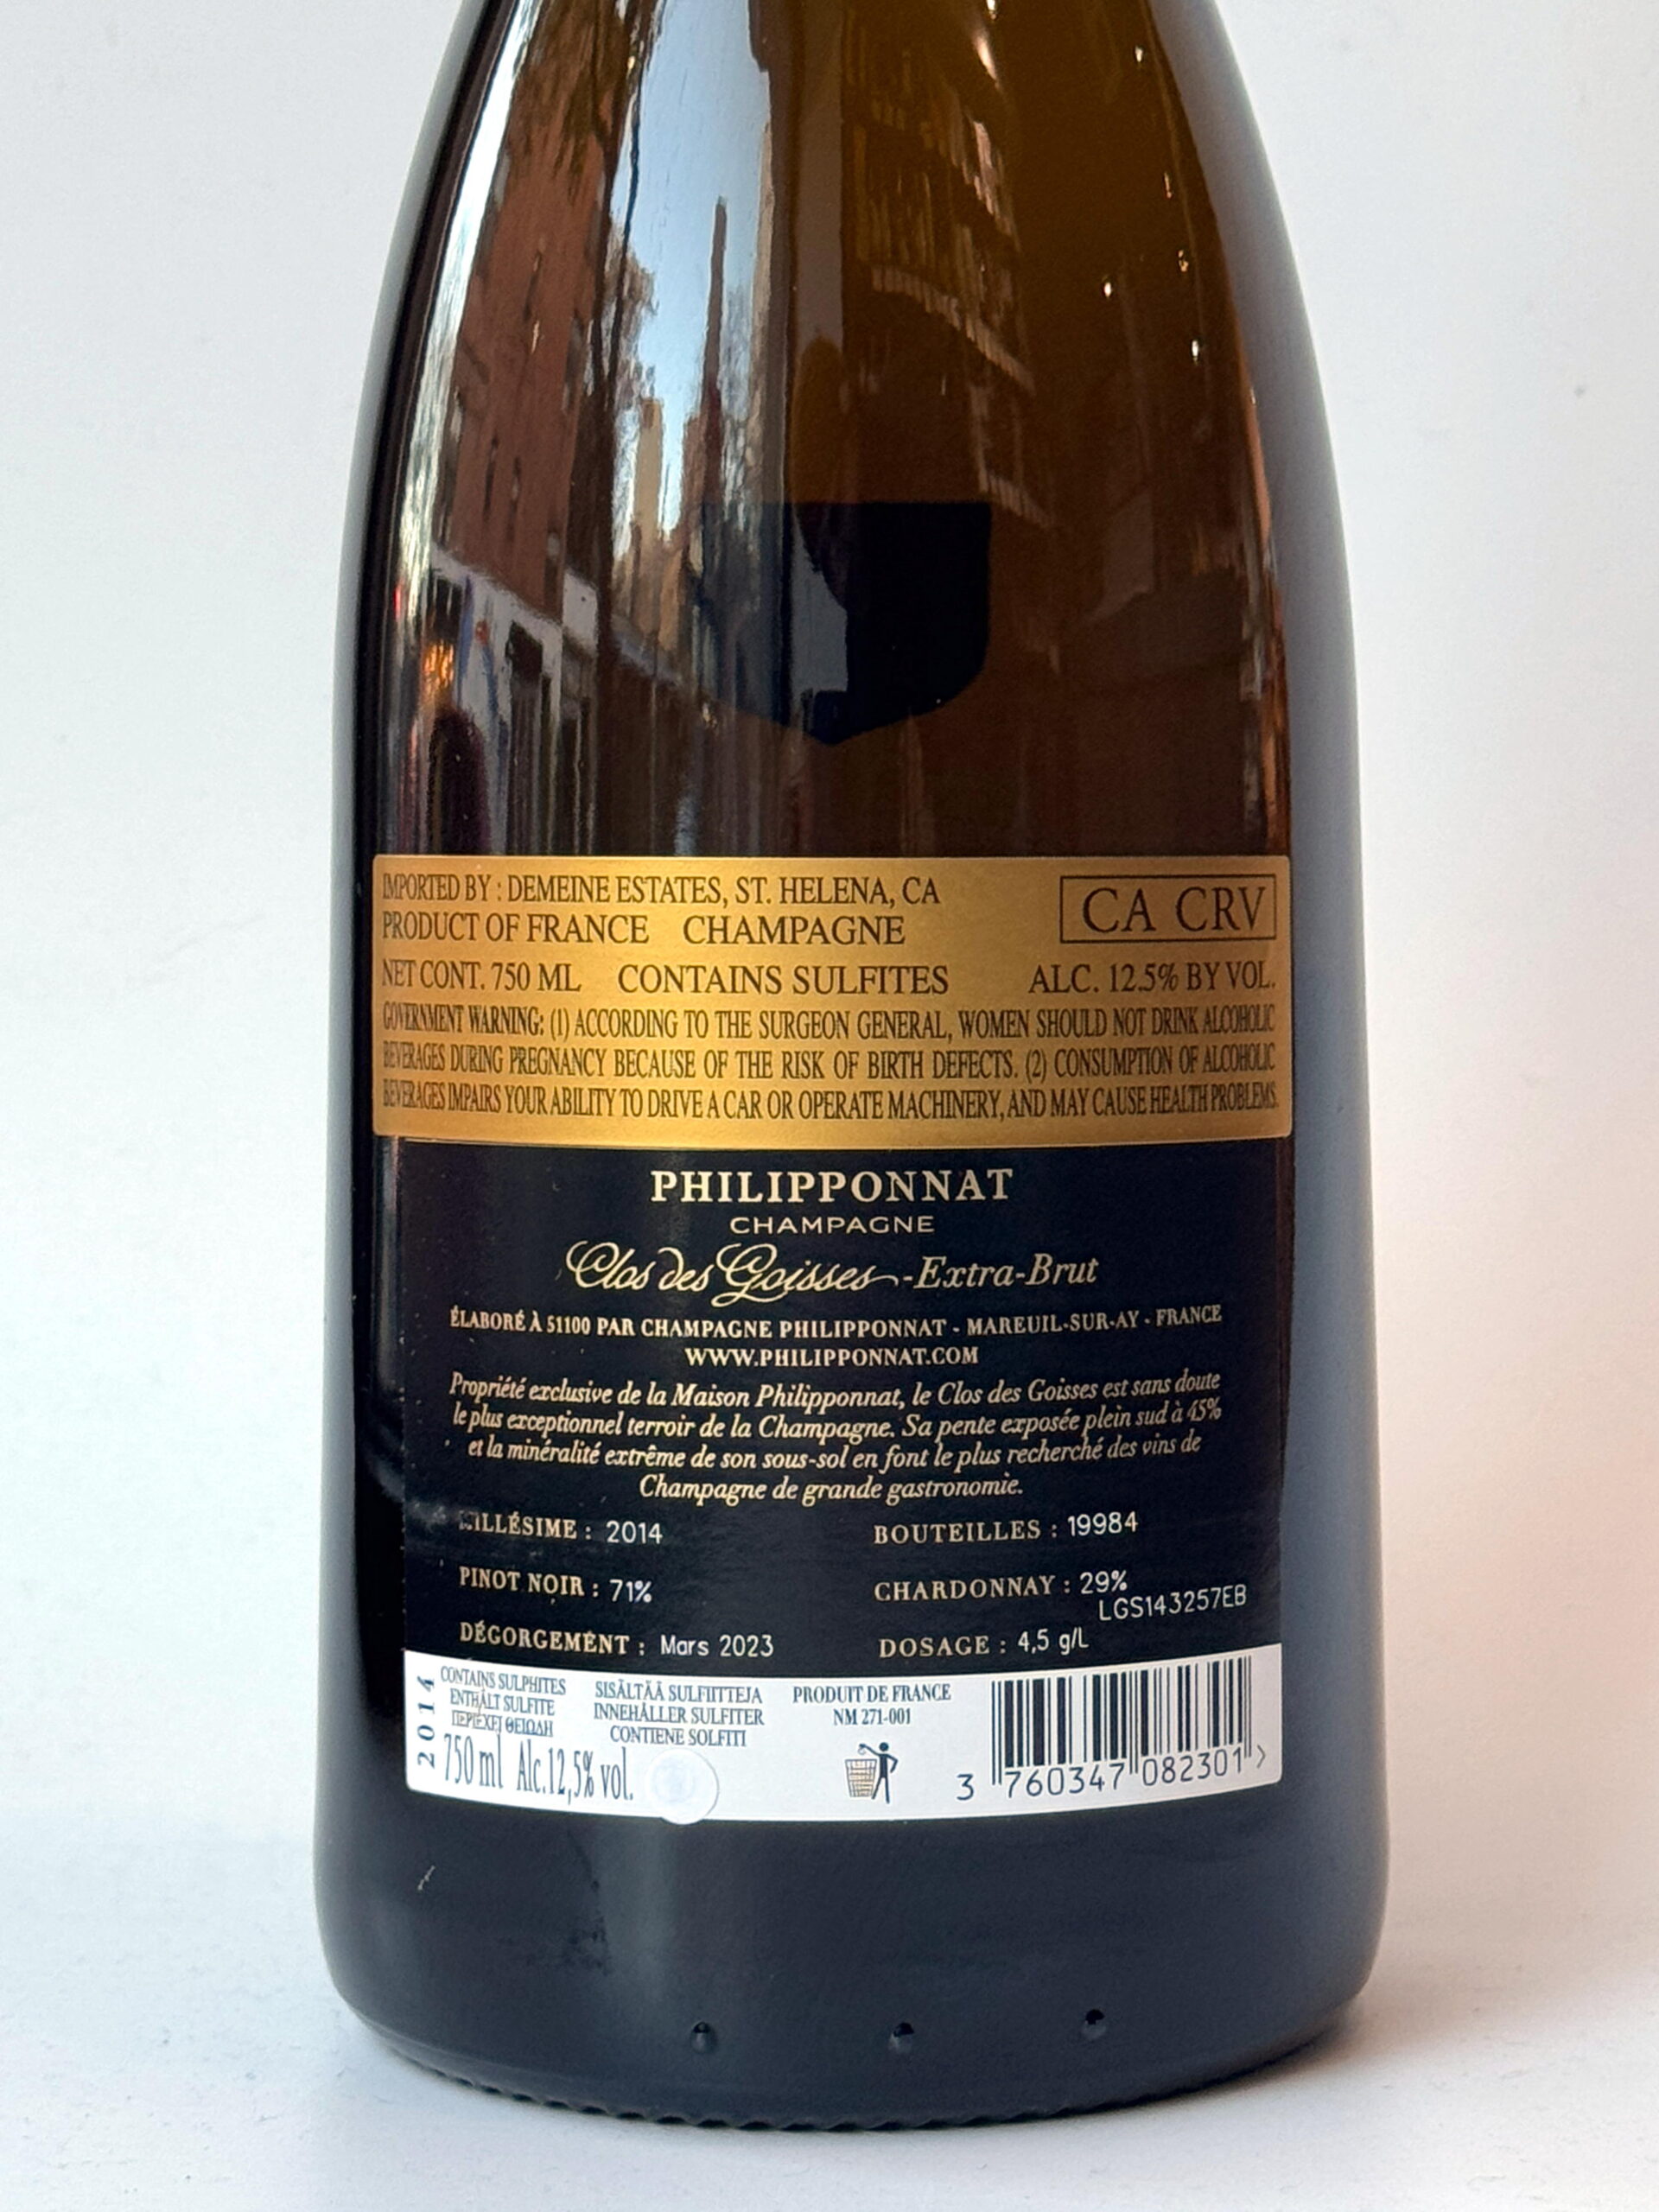 IMPORTED BY : DEMEINE ESTATES, ST. HELENA, CA
CA CRV
PRODUCT OF FRANCE CHAMPAGNE
NET CONT. 750 ML CONTAINS SULFITES ALC. 12.5% BY VOL.
GOVERNMENT WARNING: (1) ACCORDING TO THE SURGEON GENERAL, WOMEN SHOULD NOT DRINK ALCOHOLIC
BEVERAGES DURING PREGNANCY BECAUSE OF THE RISK OF BIRTH DEFECTS. (2) CONSUMPTION OF ALCOHOLIC
BEVERAGES IMPAIRS YOUR ABILITY TO DRIVE A CAR OR OPERATE MACHINERY, AND MAY CAUSE HEALTH PROBLEMS.
PHILIPPONNAT
CHAMPAGNE
Clos des Goisses - Extra-Brut
ÉLABORÉ À 51100 PAR CHAMPAGNE PHILIPPONNAT - MAREUIL-SUR-AY - FRANCE
WWW.PHILIPPONNAT.COM
Propriété exclusive de la Maison Philipponnat, le Clos des Goisses est sans doute
le plus exceptionnel terroir de la Champagne. Sa pente exposée plein sud à 45%
et la minéralité extrême de son sous-sol en font le plus recherché des vins de
Champagne de grande gastronomie.
MILLÉSIME : 2014 BOUTEILLES : 19984
PINOT NOIR : 71% CHARDONNAY : 29%
LGS143257EB
DÉGORGEMENT : Mars 2023 DOSAGE : 4,5 g/L
2014
CONTAINS SULPHITES
ENTHÄLT SULFITE
ΠΕΡΙΕΧΕΙ ΘΕΙΩΔΗ
SISÄLTÄÄ SULFIITTEJA
INNEHÅLLER SULFITER
CONTIENE SOLFITI
750 ml Alc.12,5% vol.
PRODUIT DE FRANCE
NM 271-001
3 760347 082301 >